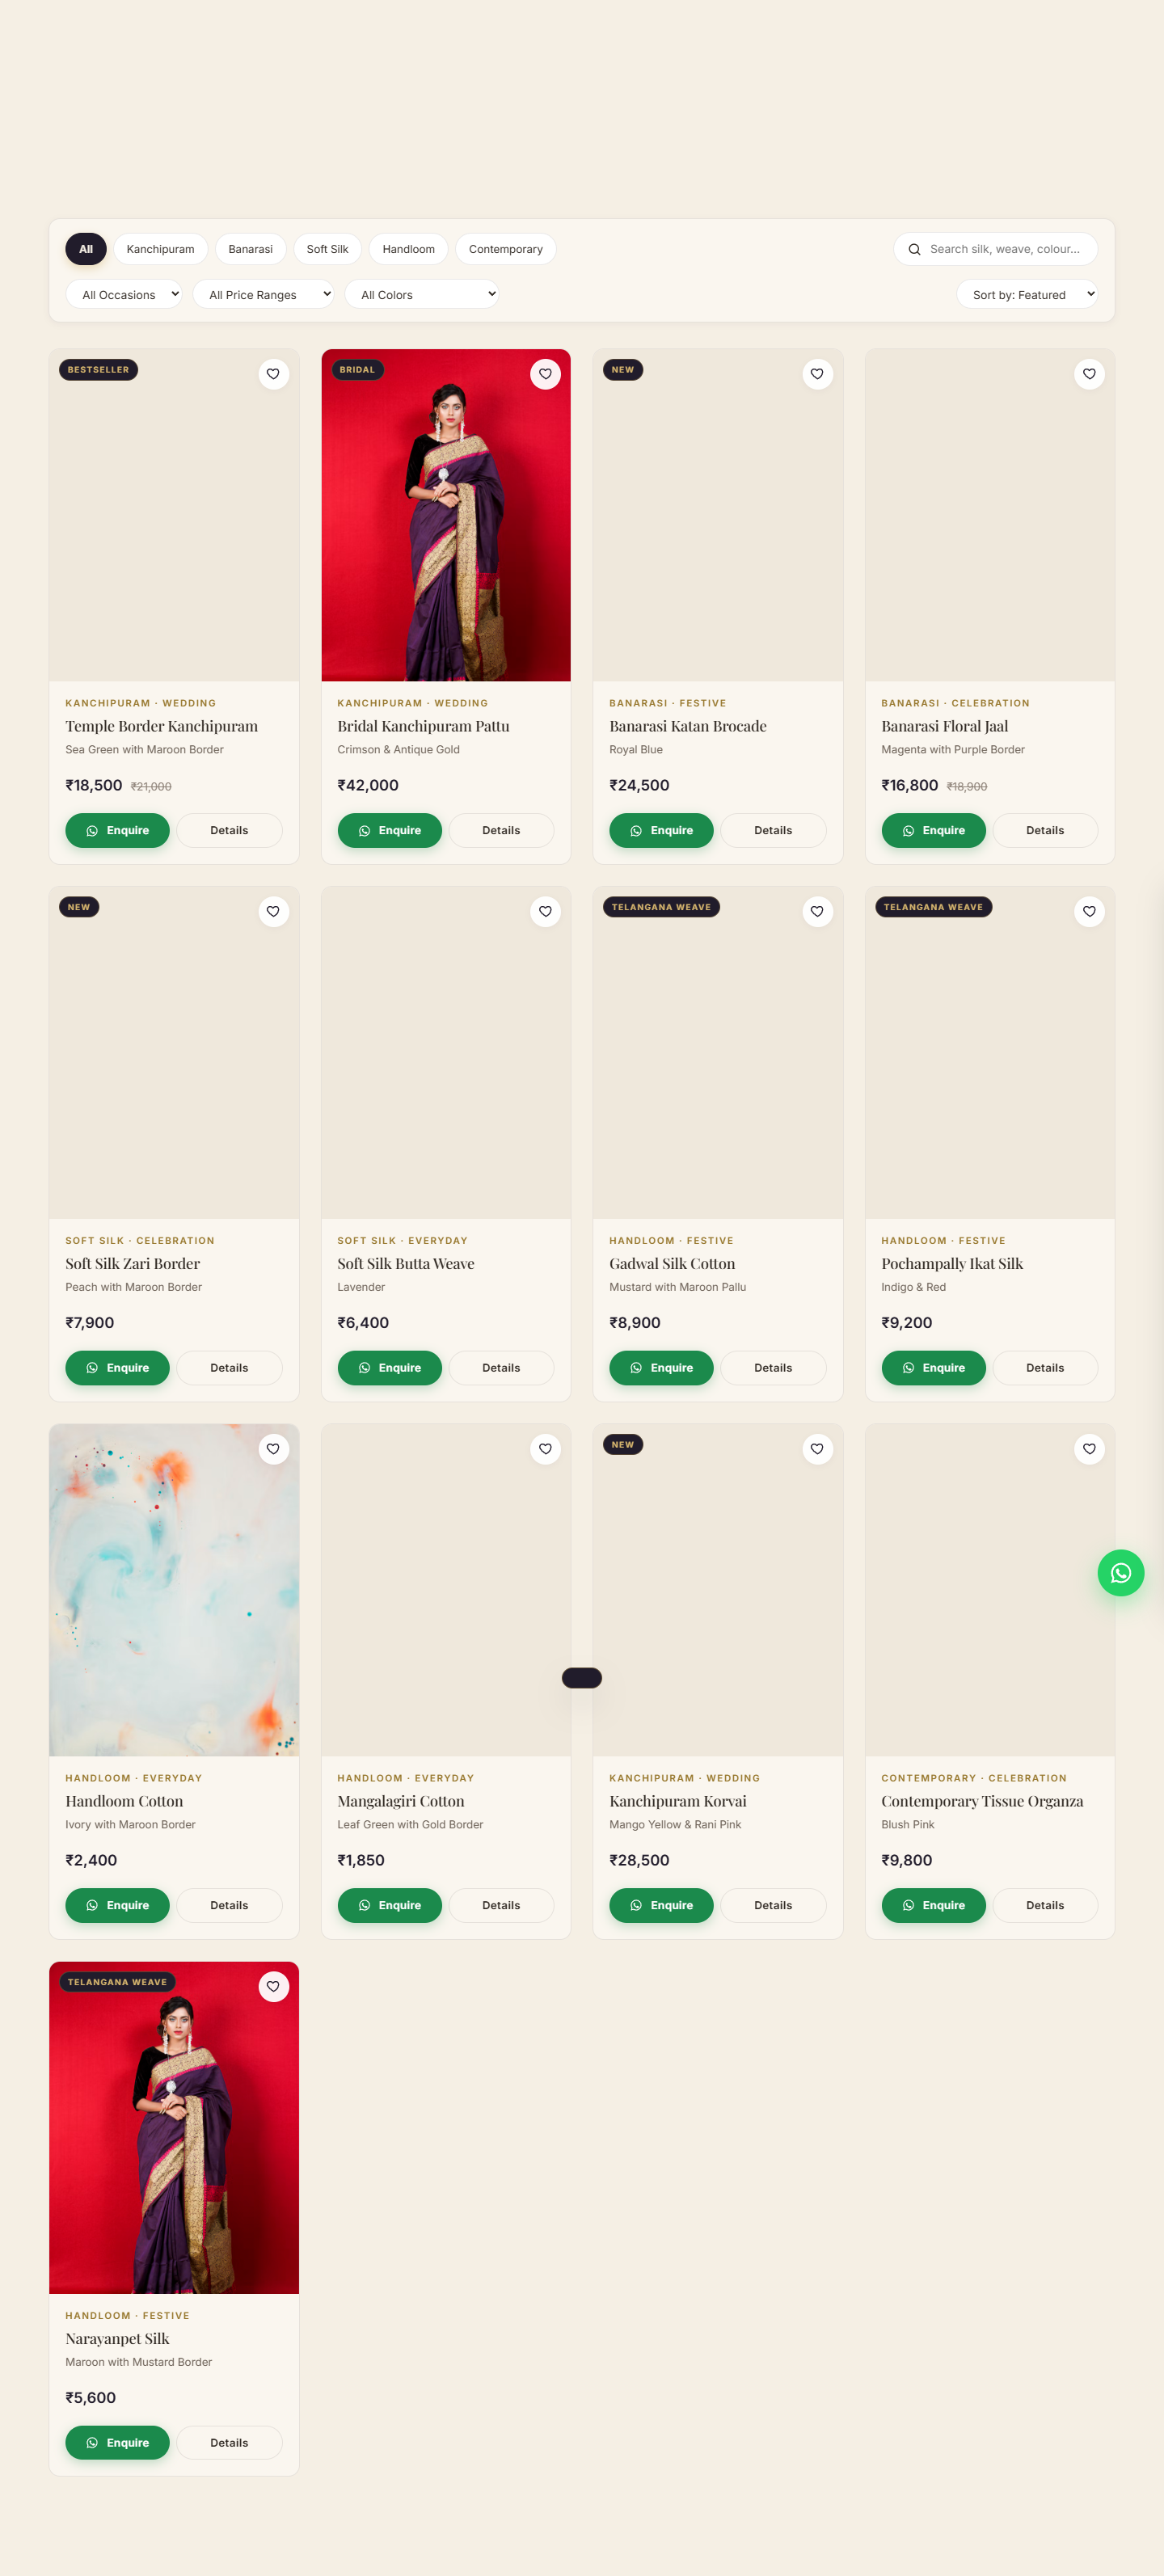 All Kanchipuram Banarasi Soft Silk Handloom Contemporary Search silk, weave, colour...
All Occasions All Price Ranges All Colors Sort by: Featured
BESTSELLER BRIDAL NEW
KANCHIPURAM · WEDDING KANCHIPURAM · WEDDING BANARASI · FESTIVE BANARASI · CELEBRATION
Temple Border Kanchipuram Bridal Kanchipuram Pattu Banarasi Katan Brocade Banarasi Floral Jaal
Sea Green with Maroon Border Crimson & Antique Gold Royal Blue Magenta with Purple Border
₹18,500 ₹21,000 ₹42,000 ₹24,500 ₹16,800 ₹18,900
Enquire Details Enquire Details Enquire Details Enquire Details
NEW TELANGANA WEAVE TELANGANA WEAVE
SOFT SILK · CELEBRATION SOFT SILK · EVERYDAY HANDLOOM · FESTIVE HANDLOOM · FESTIVE
Soft Silk Zari Border Soft Silk Butta Weave Gadwal Silk Cotton Pochampally Ikat Silk
Peach with Maroon Border Lavender Mustard with Maroon Pallu Indigo & Red
₹7,900 ₹6,400 ₹8,900 ₹9,200
Enquire Details Enquire Details Enquire Details Enquire Details
NEW
HANDLOOM · EVERYDAY HANDLOOM · EVERYDAY KANCHIPURAM · WEDDING CONTEMPORARY · CELEBRATION
Handloom Cotton Mangalagiri Cotton Kanchipuram Korvai Contemporary Tissue Organza
Ivory with Maroon Border Leaf Green with Gold Border Mango Yellow & Rani Pink Blush Pink
₹2,400 ₹1,850 ₹28,500 ₹9,800
Enquire Details Enquire Details Enquire Details Enquire Details
TELANGANA WEAVE
HANDLOOM · FESTIVE
Narayanpet Silk
Maroon with Mustard Border
₹5,600
Enquire Details